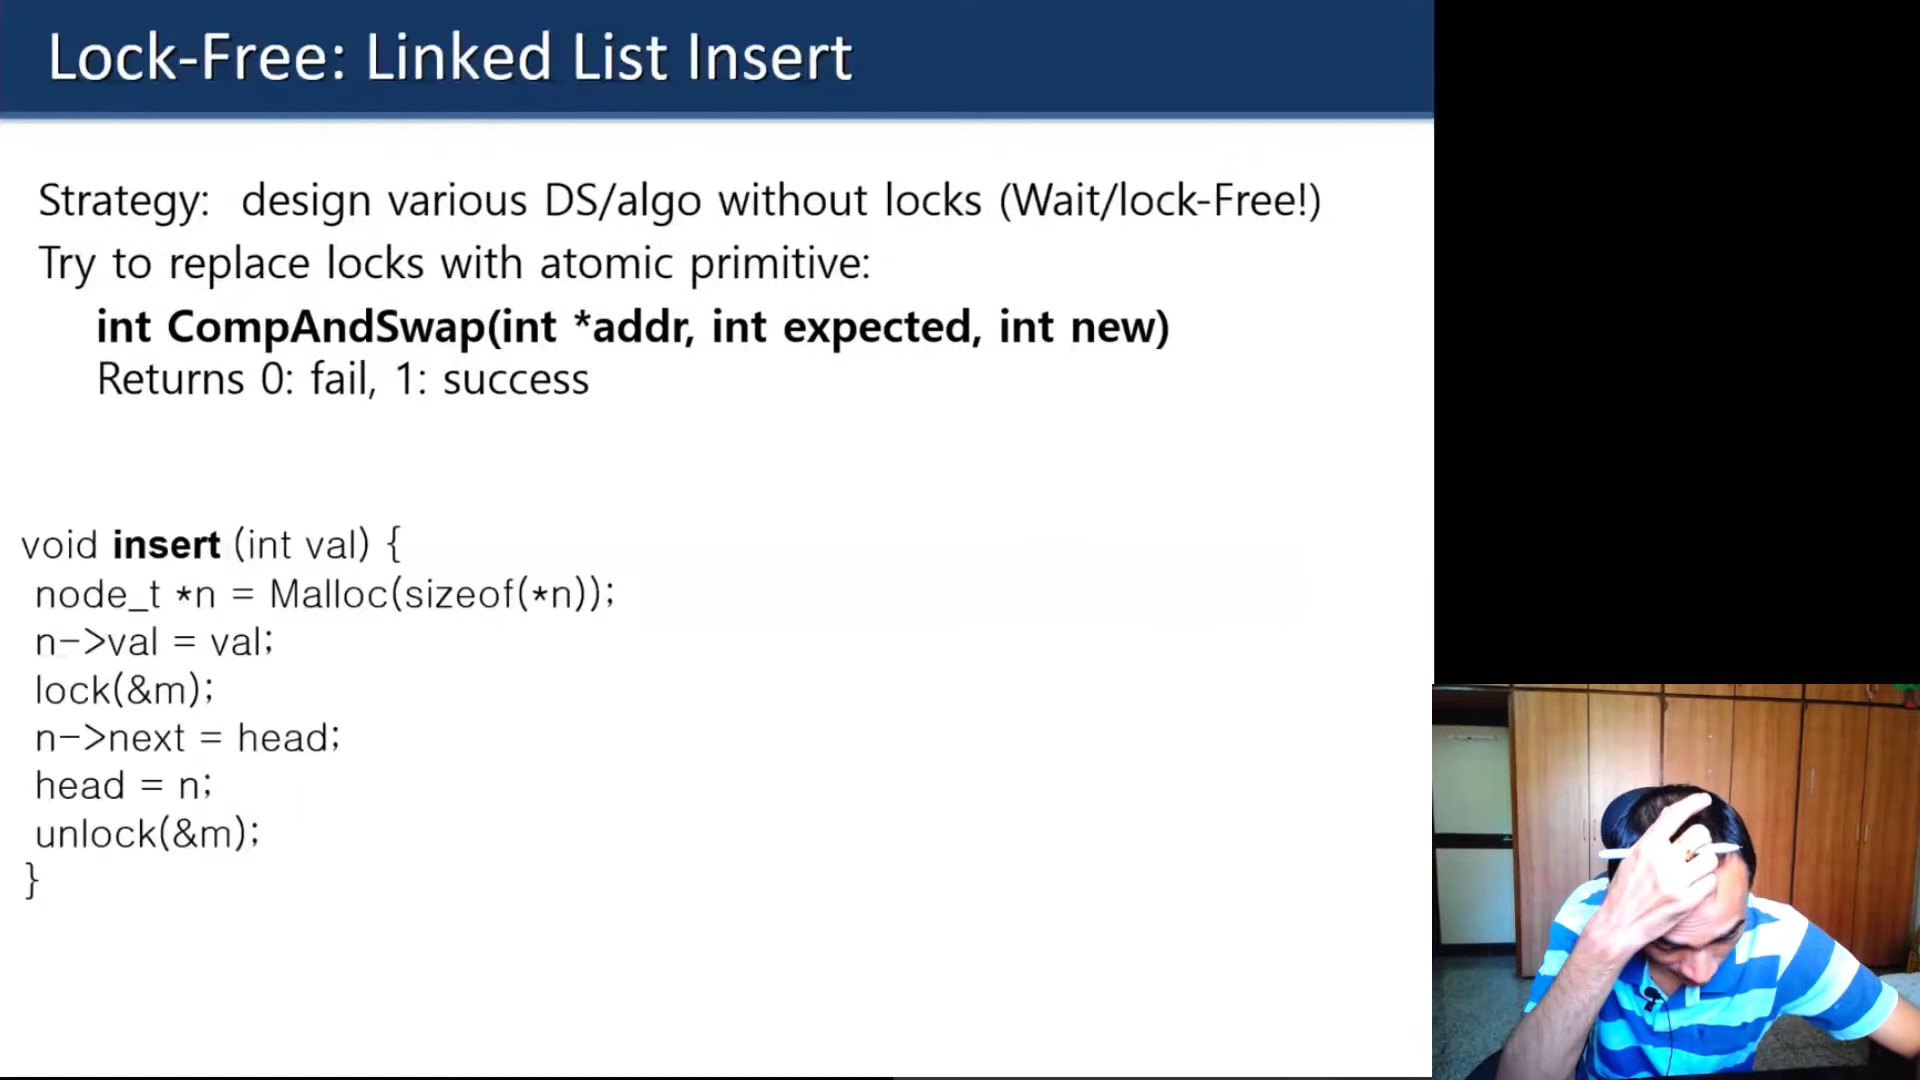 Lock-Free: Linked List Insert
Strategy: design various DS/algo without locks (Wait/lock-Free!)
Try to replace locks with atomic primitive:
int CompAndSwap(int *addr, int expected, int new)
Returns 0: fail, 1: success
void insert (int val) {
node_t *n = Malloc(sizeof(*n));
n->val = val;
lock(&m);
n->next = head;
head = n;
unlock(&m);
}